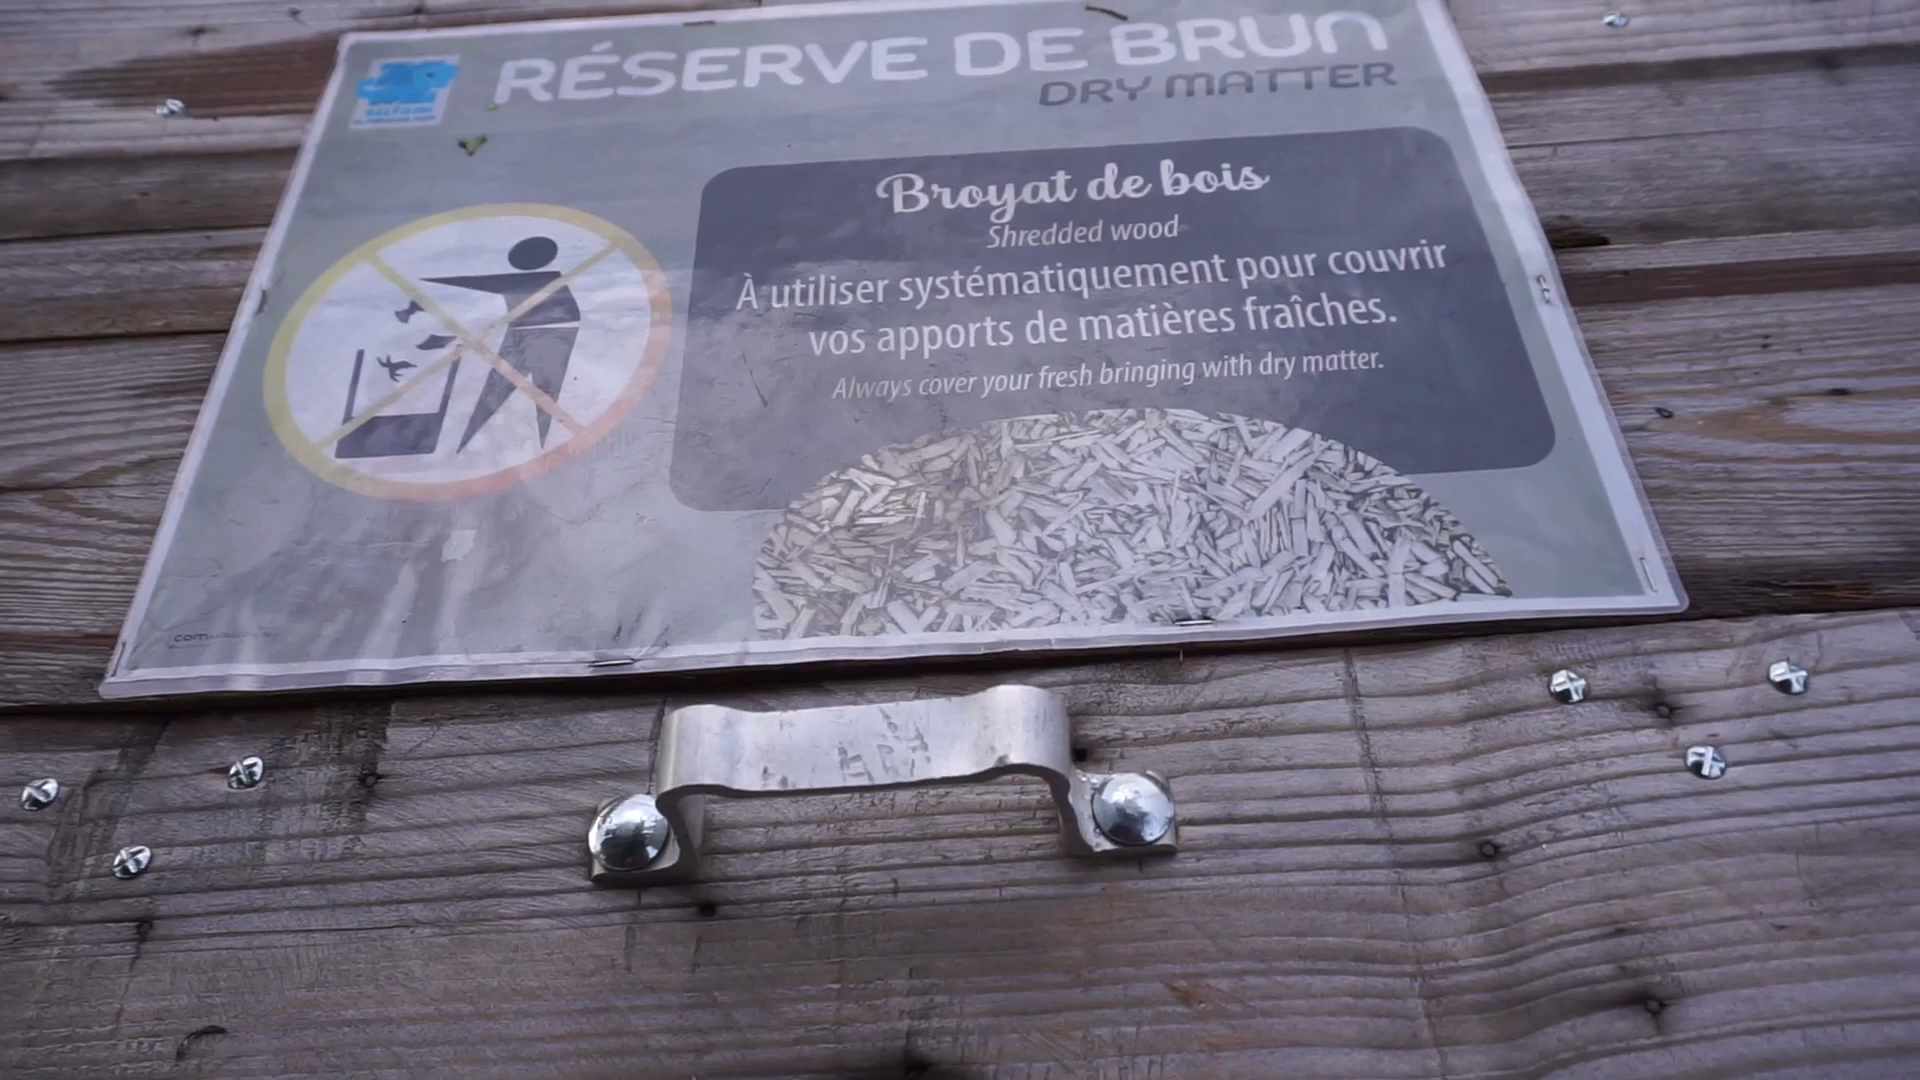 RÉSERVE DE BRUN
DRY MATTER
Broyat de bois
Shredded wood
À utiliser systématiquement pour couvrir
vos apports de matières fraîches.
Always cover your fresh bringing with dry matter.